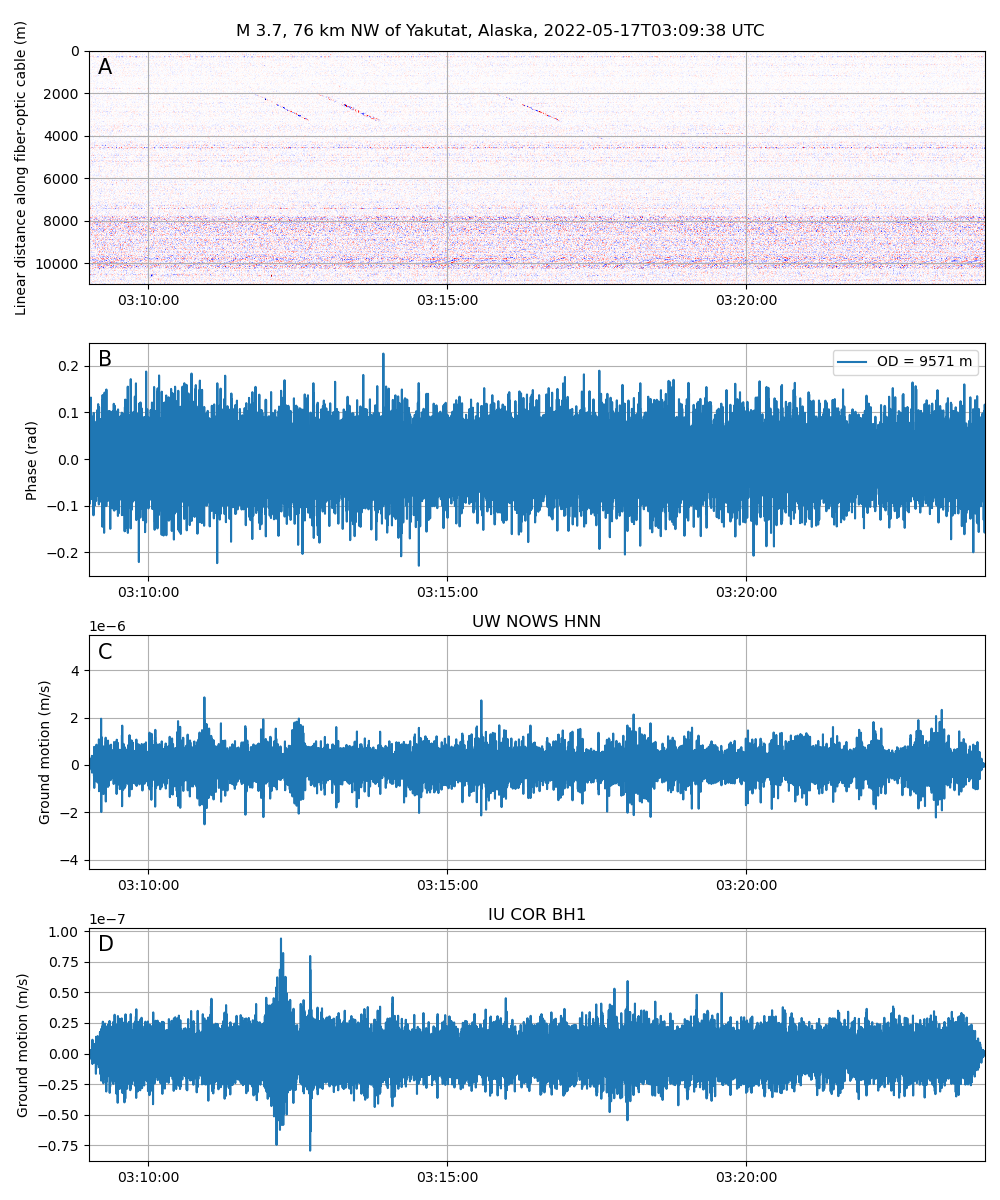 M 3.7, 76 km NW of Yakutat, Alaska, 2022-05-17T03:09:38 UTC
A
Linear distance along fiber-optic cable (m)
0
2000
4000
6000
8000
10000
03:10:00 03:15:00 03:20:00
B
OD = 9571 m
Phase (rad)
0.2
0.1
0.0
−0.1
−0.2
03:10:00 03:15:00 03:20:00
UW NOWS HNN
1e−6
C
Ground motion (m/s)
4
2
0
−2
−4
03:10:00 03:15:00 03:20:00
IU COR BH1
1e−7
D
Ground motion (m/s)
1.00
0.75
0.50
0.25
0.00
−0.25
−0.50
−0.75
03:10:00 03:15:00 03:20:00